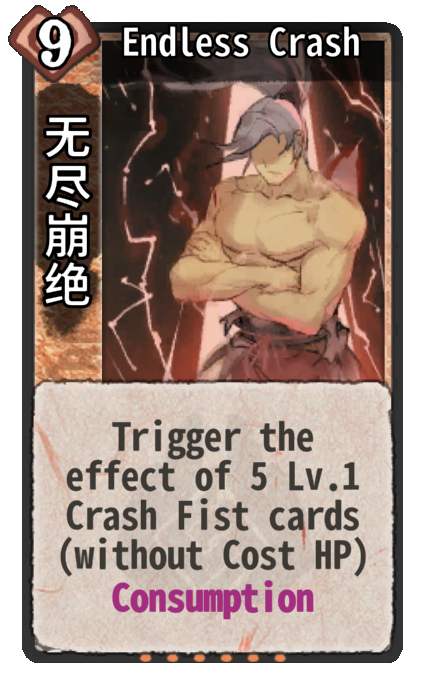 9
Endless Crash
无尽崩绝
Trigger the
effect of 5 Lv.1
Crash Fist cards
(without Cost HP)
Consumption